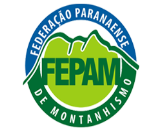 FEDERAÇÃO PARANAENSE
FEPAM
DE MONTANHISMO